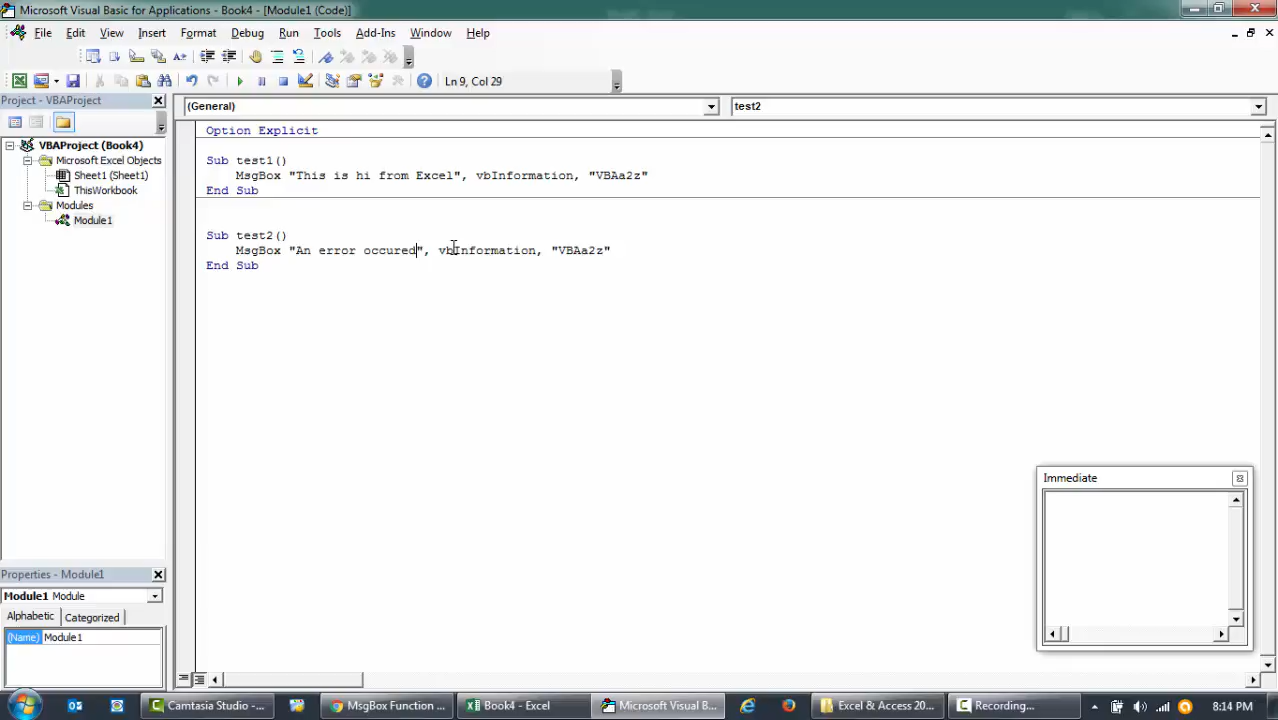 Microsoft Visual Basic for Applications - Book4 - [Module1 (Code)]
File Edit View Insert Format Debug Run Tools Add-Ins Window Help
Ln 9, Col 29
Project - VBAProject
(General) test2
VBAProject (Book4)
Microsoft Excel Objects
Sheet1 (Sheet1)
ThisWorkbook
Modules
Module1
Option Explicit
Sub test1()
MsgBox "This is hi from Excel", vbInformation, "VBAa2z"
End Sub
Sub test2()
MsgBox "An error occured", vbInformation, "VBAa2z"
End Sub
Immediate
Properties - Module1
Module1 Module
Alphabetic Categorized
(Name) Module1
Camtasia Studio - ... MsgBox Function ... Book4 - Excel Microsoft Visual B... Excel & Access 20... Recording... 8:14 PM